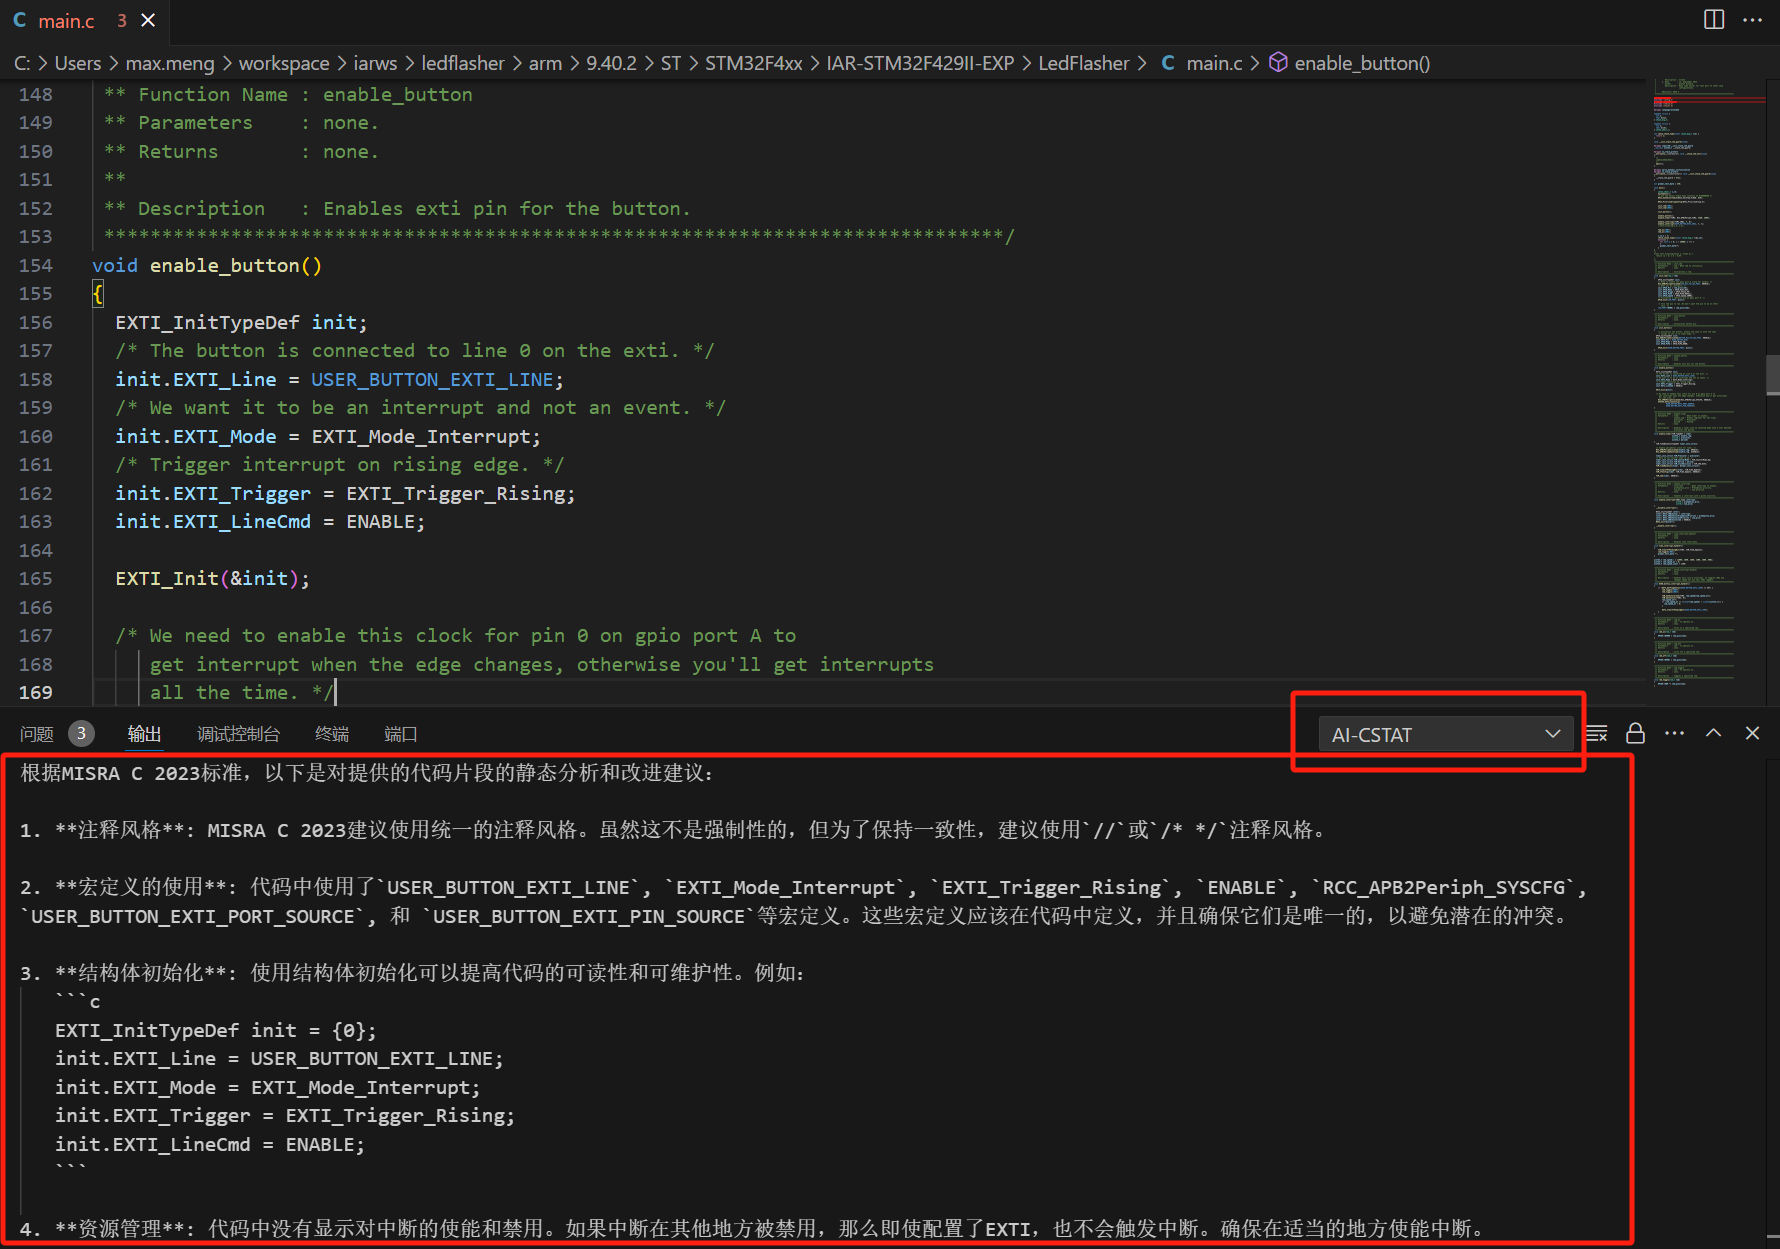 C main.c 3
C: > Users > max.meng > workspace > iarws > ledflasher > arm > 9.40.2 > ST > STM32F4xx > IAR-STM32F429II-EXP > LedFlasher > C main.c > enable_button()
148 ** Function Name : enable_button
149 ** Parameters    : none.
150 ** Returns       : none.
151 **
152 ** Description   : Enables exti pin for the button.
153 ******************************************************************************/
154 void enable_button()
155 {
156   EXTI_InitTypeDef init;
157   /* The button is connected to line 0 on the exti. */
158   init.EXTI_Line = USER_BUTTON_EXTI_LINE;
159   /* We want it to be an interrupt and not an event. */
160   init.EXTI_Mode = EXTI_Mode_Interrupt;
161   /* Trigger interrupt on rising edge. */
162   init.EXTI_Trigger = EXTI_Trigger_Rising;
163   init.EXTI_LineCmd = ENABLE;
164
165   EXTI_Init(&init);
166
167   /* We need to enable this clock for pin 0 on gpio port A to
168      get interrupt when the edge changes, otherwise you'll get interrupts
169      all the time. */
问题 3 输出 调试控制台 终端 端口 AI-CSTAT
根据MISRA C 2023标准，以下是对提供的代码片段的静态分析和改进建议：
1. **注释风格**: MISRA C 2023建议使用统一的注释风格。虽然这不是强制性的，但为了保持一致性，建议使用`//`或`/* */`注释风格。
2. **宏定义的使用**: 代码中使用了`USER_BUTTON_EXTI_LINE`, `EXTI_Mode_Interrupt`, `EXTI_Trigger_Rising`, `ENABLE`, `RCC_APB2Periph_SYSCFG`,
`USER_BUTTON_EXTI_PORT_SOURCE`, 和 `USER_BUTTON_EXTI_PIN_SOURCE`等宏定义。这些宏定义应该在代码中定义，并且确保它们是唯一的，以避免潜在的冲突。
3. **结构体初始化**: 使用结构体初始化可以提高代码的可读性和可维护性。例如：
```c
EXTI_InitTypeDef init = {0};
init.EXTI_Line = USER_BUTTON_EXTI_LINE;
init.EXTI_Mode = EXTI_Mode_Interrupt;
init.EXTI_Trigger = EXTI_Trigger_Rising;
init.EXTI_LineCmd = ENABLE;
```
4. **资源管理**: 代码中没有显示对中断的使能和禁用。如果中断在其他地方被禁用，那么即使配置了EXTI，也不会触发中断。确保在适当的地方使能中断。